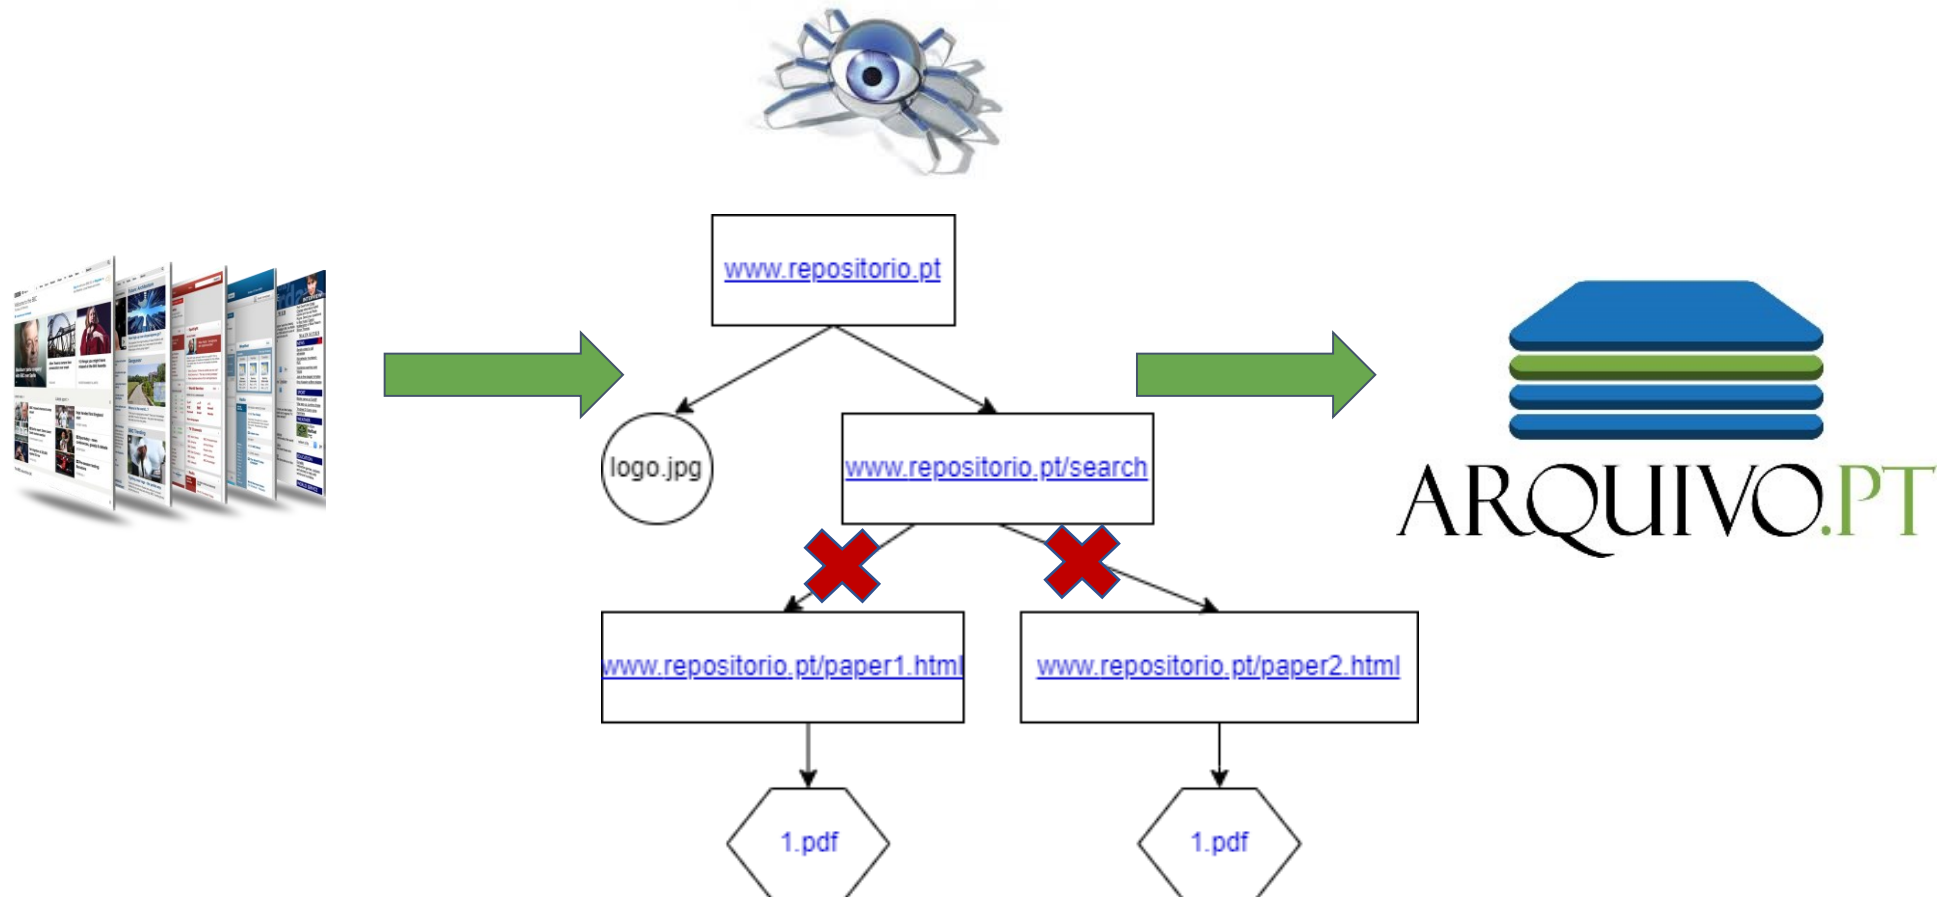 www.repositorio.pt
logo.jpg
www.repositorio.pt/search
ARQUIVO.PT
www.repositorio.pt/paper1.html
www.repositorio.pt/paper2.html
1.pdf
1.pdf